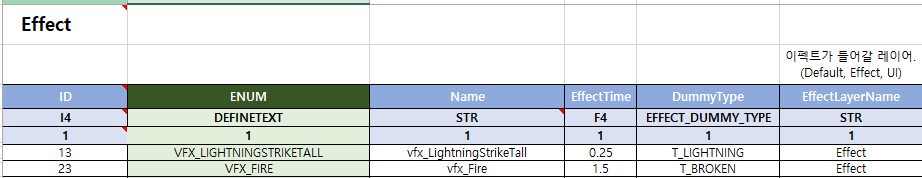 Effect
이펙트가 들어갈 레이어.
(Default, Effect, UI)
ID ENUM Name EffectTime DummyType EffectLayerName
I4 DEFINETEXT STR F4 EFFECT_DUMMY_TYPE STR
1 1 1 1 1 1
13 VFX_LIGHTNINGSTRIKETALL vfx_LightningStrikeTall 0.25 T_LIGHTNING Effect
23 VFX_FIRE vfx_Fire 1.5 T_BROKEN Effect